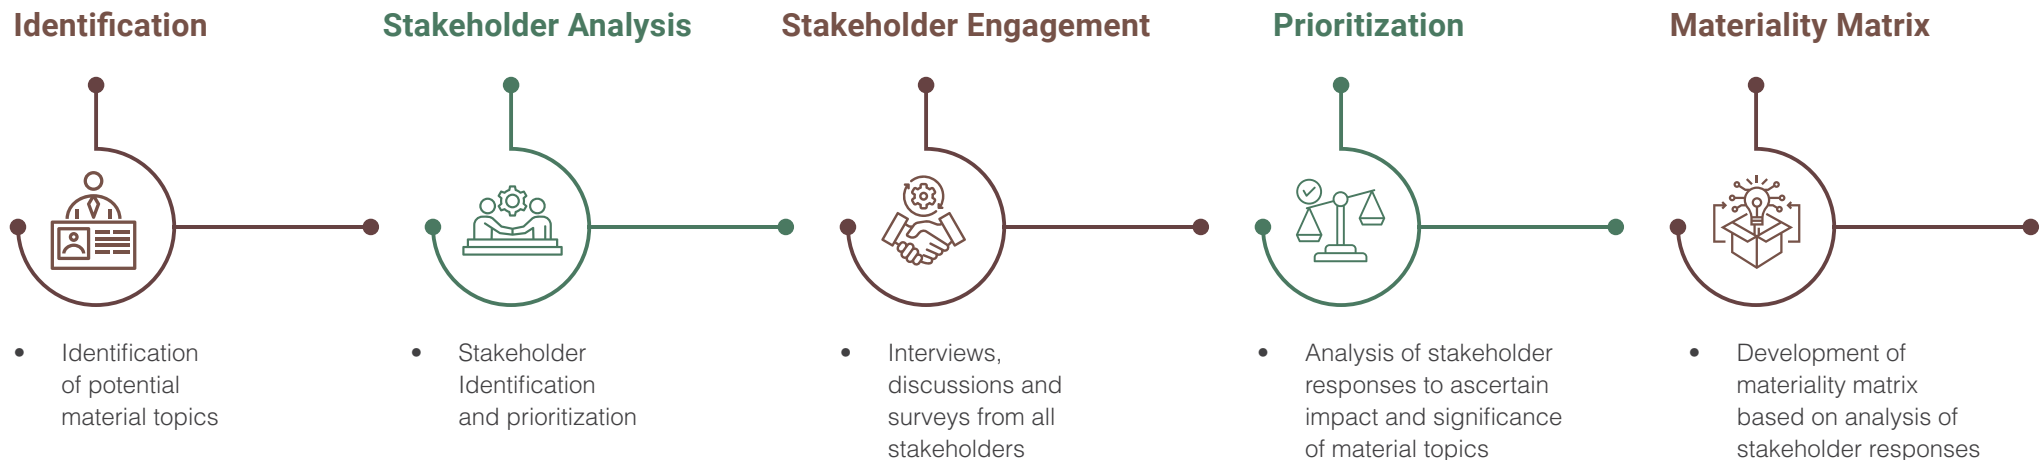 Identification
• Identification
of potential
material topics
Stakeholder Analysis
• Stakeholder
Identification
and prioritization
Stakeholder Engagement
• Interviews,
discussions and
surveys from all
stakeholders
Prioritization
• Analysis of stakeholder
responses to ascertain
impact and significance
of material topics
Materiality Matrix
• Development of
materiality matrix
based on analysis of
stakeholder responses